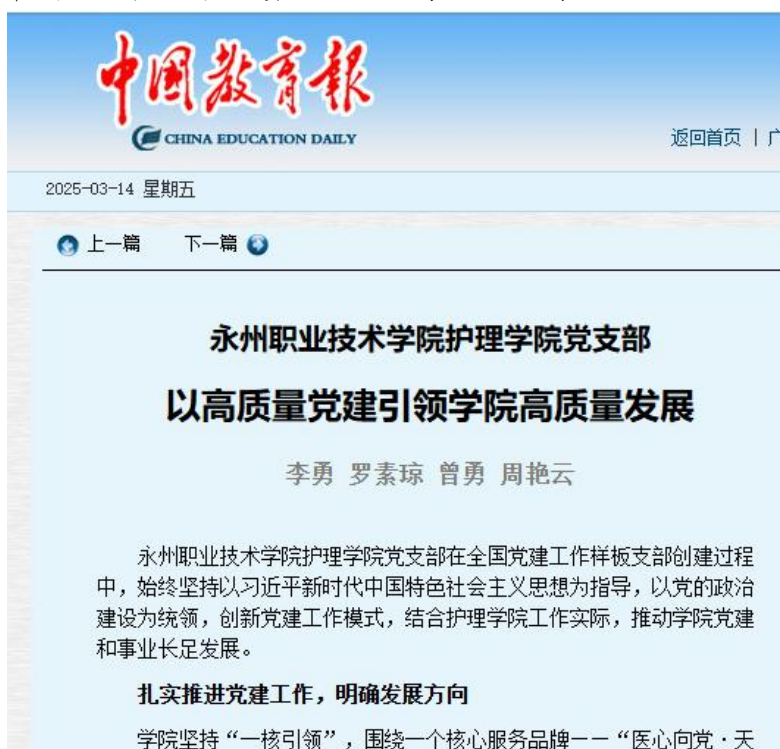 中国教育報
CHINA EDUCATION DAILY
返回首页 | 广
2025-03-14 星期五
上一篇 下一篇
永州职业技术学院护理学院党支部
以高质量党建引领学院高质量发展
李勇 罗素琼 曾勇 周艳云
永州职业技术学院护理学院党支部在全国党建工作样板支部创建过程
中，始终坚持以习近平新时代中国特色社会主义思想为指导，以党的政治
建设为统领，创新党建工作模式，结合护理学院工作实际，推动学院党建
和事业长足发展。
扎实推进党建工作，明确发展方向
学院坚持“一核引领”，围绕一个核心服务品牌——“医心向党·天